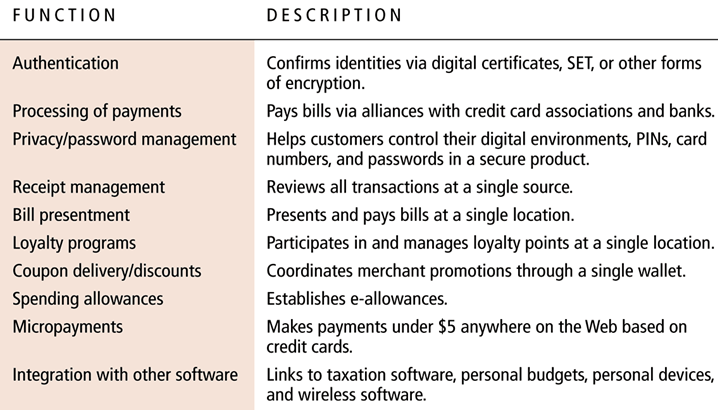 FUNCTION DESCRIPTION
Authentication Confirms identities via digital certificates, SET, or other forms
of encryption.
Processing of payments Pays bills via alliances with credit card associations and banks.
Privacy/password management Helps customers control their digital environments, PINs, card
numbers, and passwords in a secure product.
Receipt management Reviews all transactions at a single source.
Bill presentment Presents and pays bills at a single location.
Loyalty programs Participates in and manages loyalty points at a single location.
Coupon delivery/discounts Coordinates merchant promotions through a single wallet.
Spending allowances Establishes e-allowances.
Micropayments Makes payments under $5 anywhere on the Web based on
credit cards.
Integration with other software Links to taxation software, personal budgets, personal devices,
and wireless software.